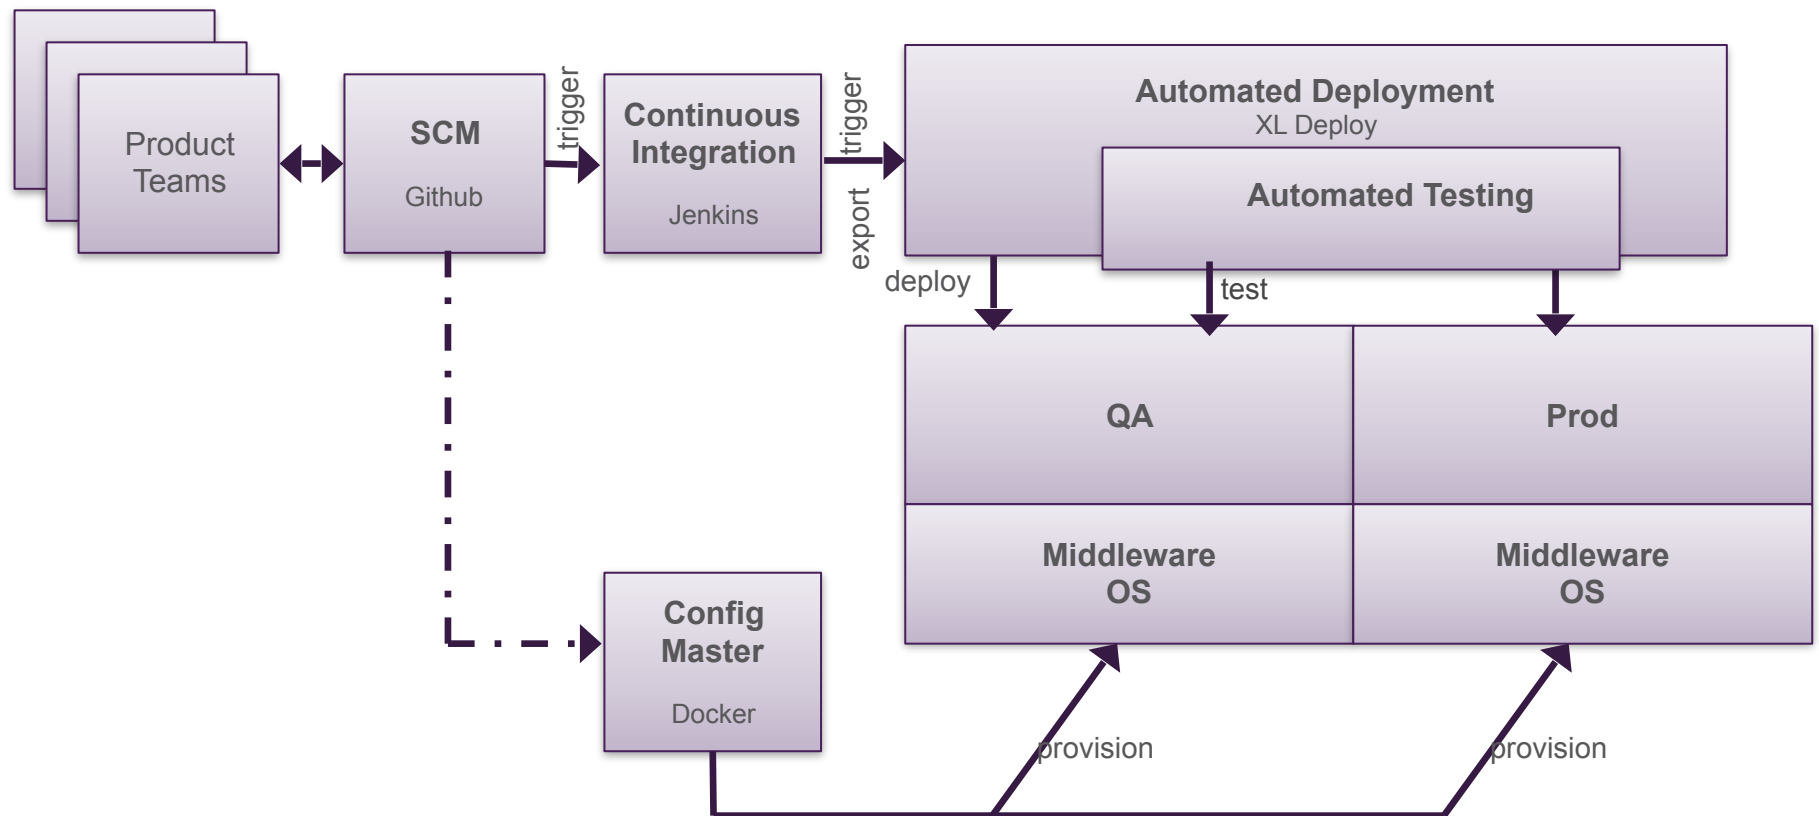 Product
Teams
SCM
Github
trigger
Continuous
Integration
Jenkins
trigger
export
Automated Deployment
XL Deploy
Automated Testing
deploy
test
QA
Prod
Middleware
OS
Middleware
OS
Config
Master
Docker
provision
provision